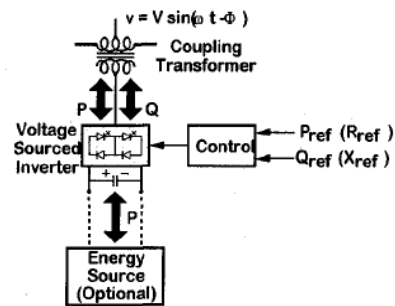 v = V sin(φ t-Φ)
Coupling
Transformer
P
Q
Voltage
Sourced
Inverter
+ −
Control
Pref (Rref)
Qref (Xref)
P
Energy
Source
(Optional)